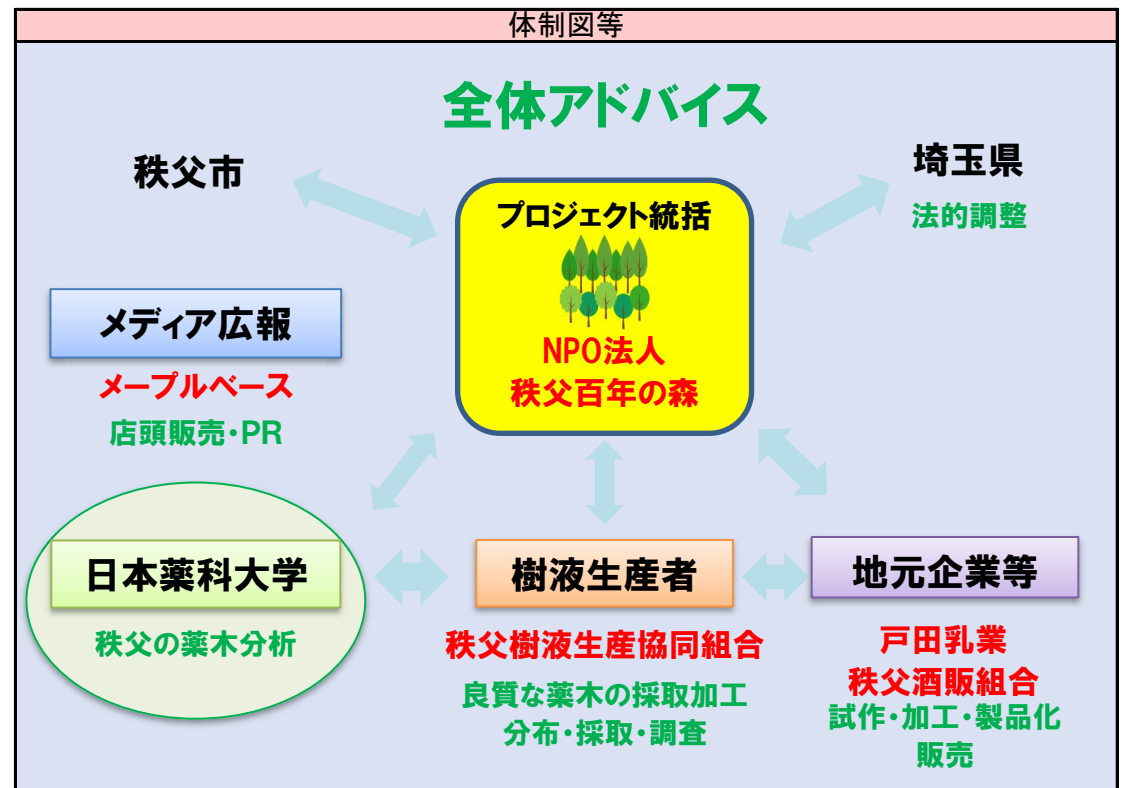 体制図等
全体アドバイス
秩父市
埼玉県
法的調整
プロジェクト統括
NPO法人
秩父百年の森
メディア広報
メープルベース
店頭販売・PR
日本薬科大学
秩父の薬木分析
樹液生産者
秩父樹液生産協同組合
良質な薬木の採取加工
分布・採取・調査
地元企業等
戸田乳業
秩父酒販組合
試作・加工・製品化
販売